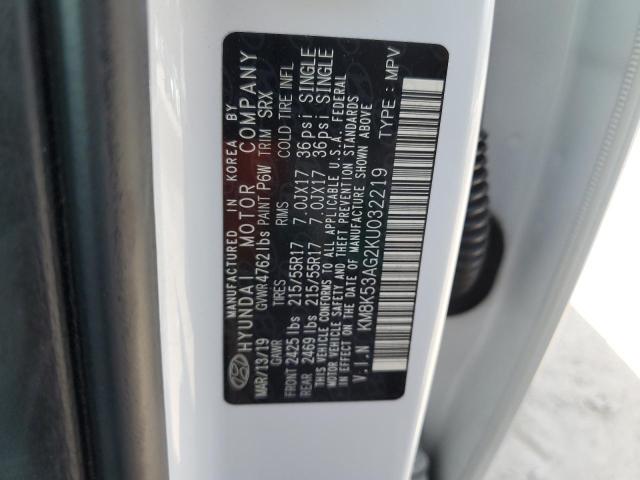 MANUFACTURED IN KOREA BY
HYUNDAI MOTOR COMPANY
MAR/13/19 GVWR 4762 lbs PAINT P6W TRIM SRX
GAWR TIRES RIMS COLD TIRE INFL
FRONT 2425 lbs 215/55R17 7.0JX17 36psi SINGLE
REAR 2469 lbs 215/55R17 7.0JX17 36psi SINGLE
THIS VEHICLE CONFORMS TO ALL APPLICABLE U.S.A. FEDERAL
MOTOR VEHICLE SAFETY AND THEFT PREVENTION STANDARDS
IN EFFECT ON THE DATE OF MANUFACTURE SHOWN ABOVE
V.I.N KM8K53AG2KU032219 TYPE : MPV